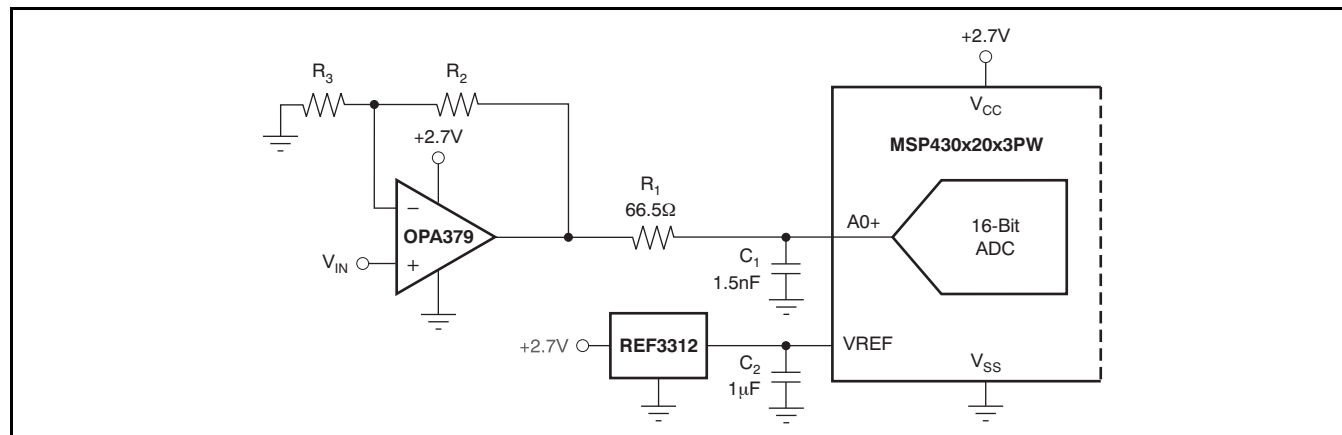 +2.7V
R3
R2
VCC
+2.7V
MSP430x20x3PW
R1
66.5Ω
−
OPA379
A0+
16-Bit
ADC
VIN
+
C1
1.5nF
+2.7V
REF3312
VREF
C2
1μF
VSS